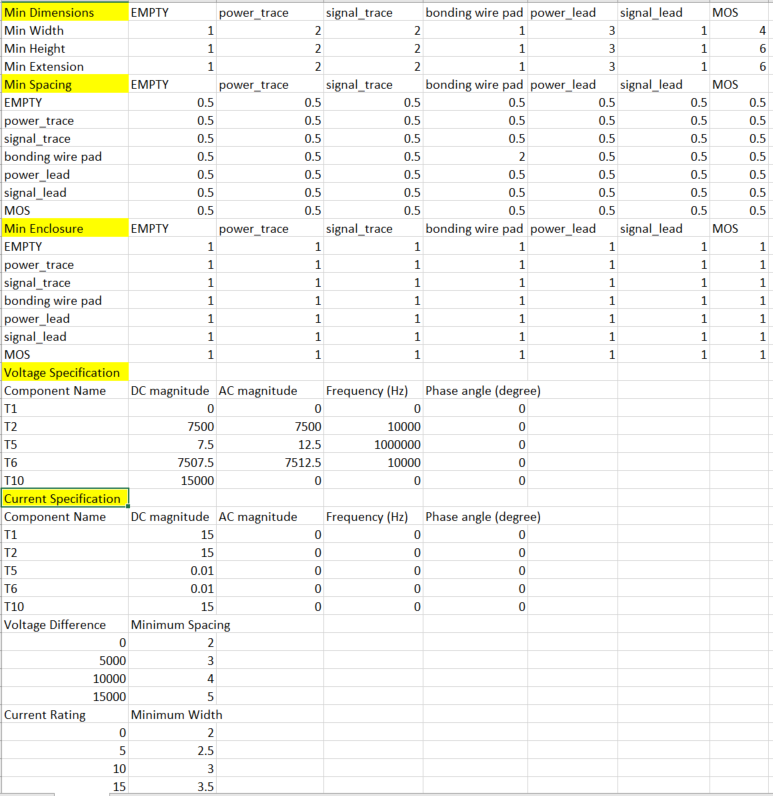 Min Dimensions EMPTY power_trace signal_trace bonding wire pad power_lead signal_lead MOS
Min Width 1 2 2 1 3 1 4
Min Height 1 2 2 1 3 1 6
Min Extension 1 2 2 1 3 1 6
Min Spacing EMPTY power_trace signal_trace bonding wire pad power_lead signal_lead MOS
EMPTY 0.5 0.5 0.5 0.5 0.5 0.5 0.5
power_trace 0.5 0.5 0.5 0.5 0.5 0.5 0.5
signal_trace 0.5 0.5 0.5 0.5 0.5 0.5 0.5
bonding wire pad 0.5 0.5 0.5 2 0.5 0.5 0.5
power_lead 0.5 0.5 0.5 0.5 0.5 0.5 0.5
signal_lead 0.5 0.5 0.5 0.5 0.5 0.5 0.5
MOS 0.5 0.5 0.5 0.5 0.5 0.5 0.5
Min Enclosure EMPTY power_trace signal_trace bonding wire pad power_lead signal_lead MOS
EMPTY 1 1 1 1 1 1 1
power_trace 1 1 1 1 1 1 1
signal_trace 1 1 1 1 1 1 1
bonding wire pad 1 1 1 1 1 1 1
power_lead 1 1 1 1 1 1 1
signal_lead 1 1 1 1 1 1 1
MOS 1 1 1 1 1 1 1
Voltage Specification
Component Name DC magnitude AC magnitude Frequency (Hz) Phase angle (degree)
T1 0 0 0 0
T2 7500 7500 10000 0
T5 7.5 12.5 1000000 0
T6 7507.5 7512.5 10000 0
T10 15000 0 0 0
Current Specification
Component Name DC magnitude AC magnitude Frequency (Hz) Phase angle (degree)
T1 15 0 0 0
T2 15 0 0 0
T5 0.01 0 0 0
T6 0.01 0 0 0
T10 15 0 0 0
Voltage Difference Minimum Spacing
0 2
5000 3
10000 4
15000 5
Current Rating Minimum Width
0 2
5 2.5
10 3
15 3.5